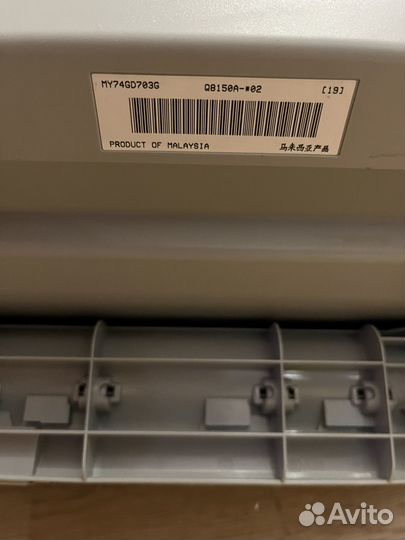 MY74GD703G Q8150A-#02 [19]
PRODUCT OF MALAYSIA 马来西亚产品
Avito